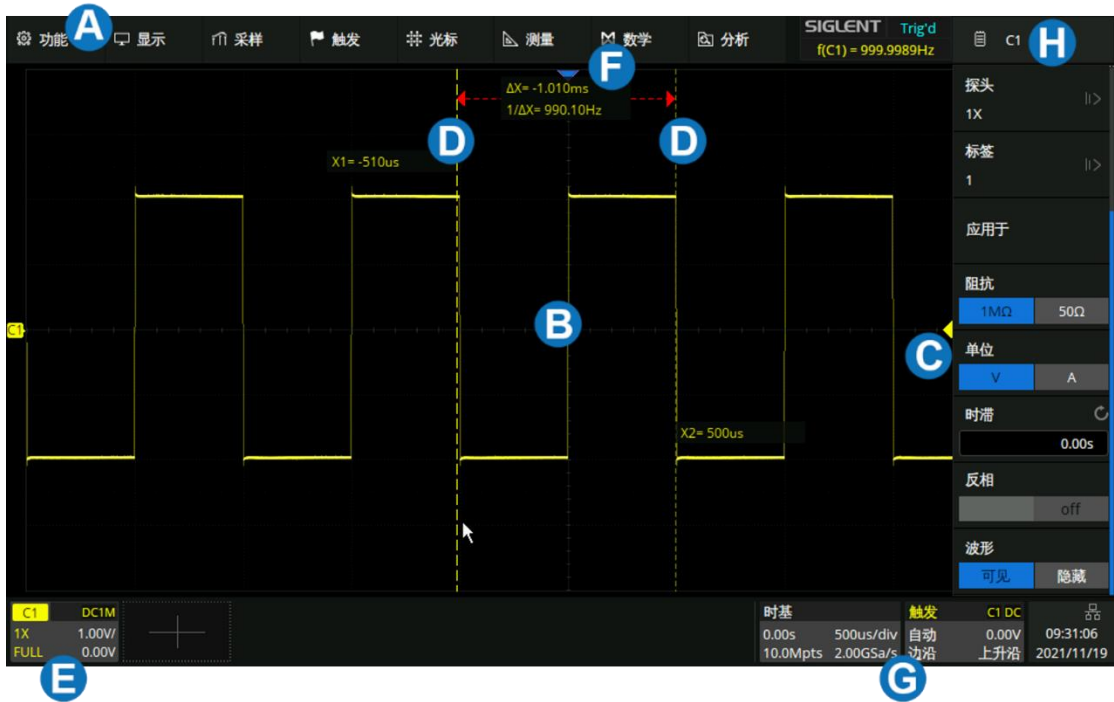 A
功能
显示
采样
触发
光标
测量
数学
分析
SIGLENT Trig'd
f(C1) = 999.9989Hz
C1
H
F
ΔX= -1.010ms
1/ΔX= 990.10Hz
D
D
X1= -510us
B
C1
C
X2= 500us
探头
1X
标签
1
应用于
阻抗
1MΩ 50Ω
单位
V A
时滞
0.00s
反相
off
波形
可见 隐藏
C1 DC1M
1X 1.00V/
FULL 0.00V
E
时基
0.00s 500us/div
10.0Mpts 2.00GSa/s
触发 C1 DC
自动 0.00V
边沿 上升沿
G
09:31:06
2021/11/19